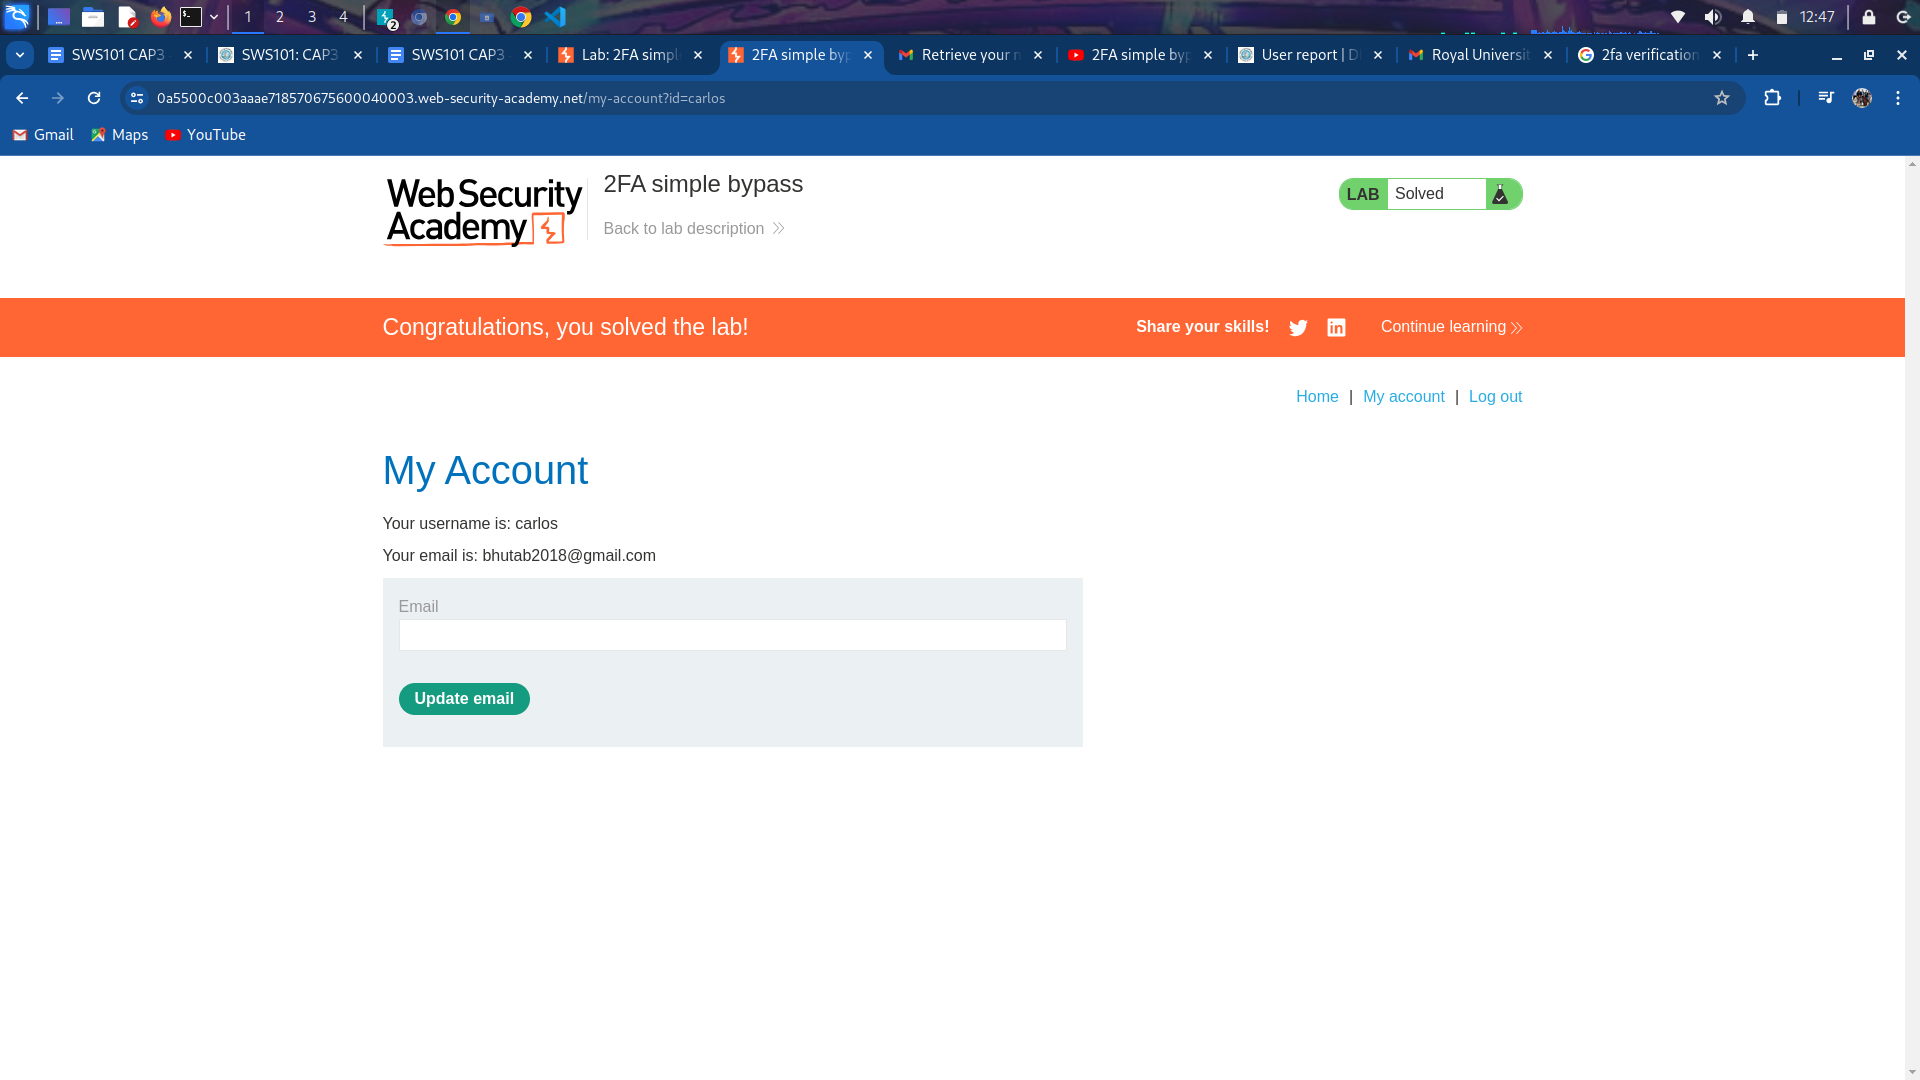 1 2 3 4 2 12:47
SWS101 CAP3 SWS101: CAP3 SWS101 CAP3 Lab: 2FA simpl 2FA simple byp Retrieve your n 2FA simple byp User report | D Royal Universit 2fa verification
0a5500c003aaae718570675600040003.web-security-academy.net/my-account?id=carlos
Gmail Maps YouTube
Web Security
Academy
2FA simple bypass
Back to lab description
LAB Solved
Congratulations, you solved the lab!
Share your skills! Continue learning
Home | My account | Log out
My Account
Your username is: carlos
Your email is: bhutab2018@gmail.com
Email
Update email